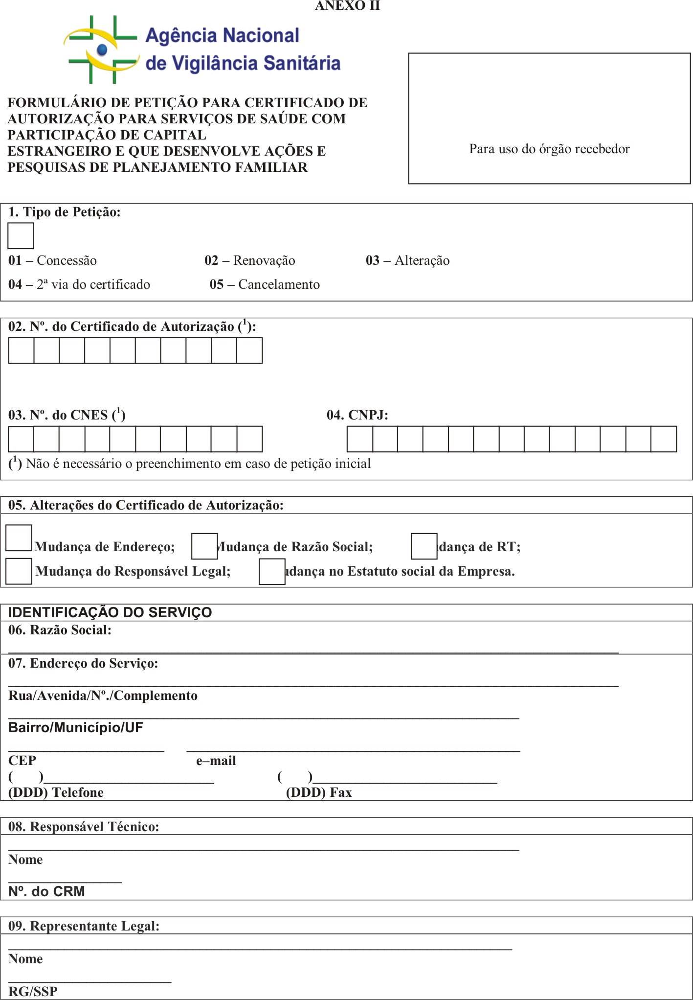 ANEXO II
Agência Nacional
de Vigilância Sanitária
FORMULÁRIO DE PETIÇÃO PARA CERTIFICADO DE
AUTORIZAÇÃO PARA SERVIÇOS DE SAÚDE COM
PARTICIPAÇÃO DE CAPITAL
ESTRANGEIRO E QUE DESENVOLVE AÇÕES E
PESQUISAS DE PLANEJAMENTO FAMILIAR
Para uso do órgão recebedor
1. Tipo de Petição:
01 – Concessão 02 – Renovação 03 – Alteração
04 – 2ª via do certificado 05 – Cancelamento
02. Nº. do Certificado de Autorização (¹):
03. Nº. do CNES (¹) 04. CNPJ:
(¹) Não é necessário o preenchimento em caso de petição inicial
05. Alterações do Certificado de Autorização:
Mudança de Endereço; Mudança de Razão Social; dança de RT;
Mudança do Responsável Legal; udança no Estatuto social da Empresa.
IDENTIFICAÇÃO DO SERVIÇO
06. Razão Social:
07. Endereço do Serviço:
Rua/Avenida/Nº./Complemento
Bairro/Município/UF
CEP e–mail
( ) ( )
(DDD) Telefone (DDD) Fax
08. Responsável Técnico:
Nome
Nº. do CRM
09. Representante Legal:
Nome
RG/SSP